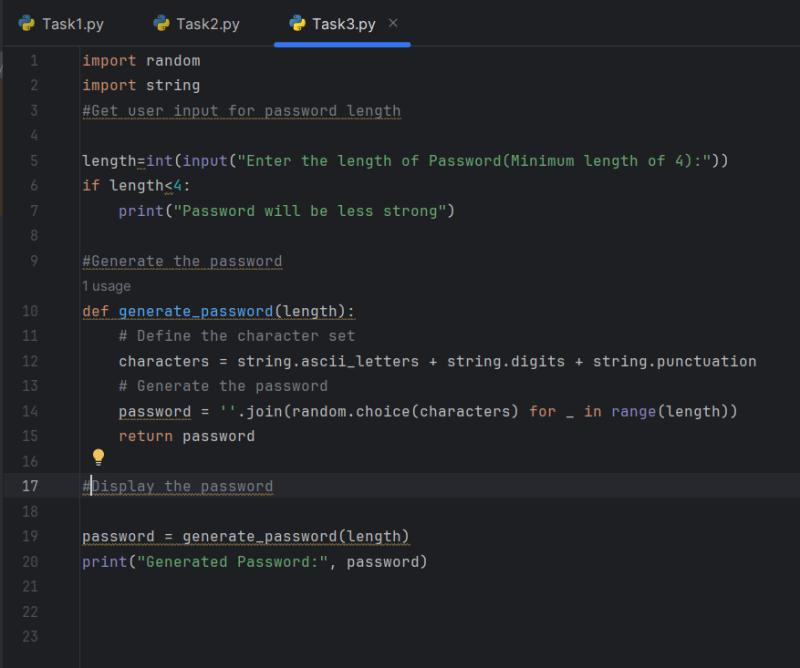 Task1.py Task2.py Task3.py ×
1 import random
2 import string
3 #Get user input for password length
4
5 length=int(input("Enter the length of Password(Minimum length of 4):"))
6 if length<4:
7     print("Password will be less strong")
8
9 #Generate the password
1 usage
10 def generate_password(length):
11     # Define the character set
12     characters = string.ascii_letters + string.digits + string.punctuation
13     # Generate the password
14     password = ''.join(random.choice(characters) for _ in range(length))
15     return password
16
17 #Display the password
18
19 password = generate_password(length)
20 print("Generated Password:", password)
21
22
23